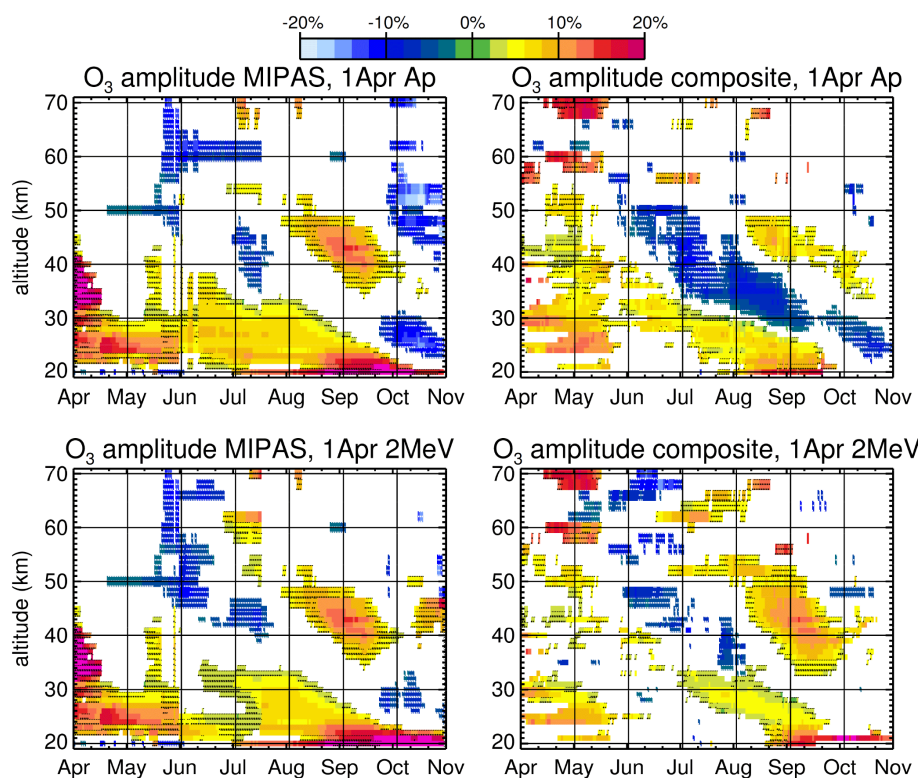 -20% -10% 0% 10% 20%
O₃ amplitude MIPAS, 1Apr Ap
O₃ amplitude composite, 1Apr Ap
70 60 50 40 30 20
altitude (km)
Apr May Jun Jul Aug Sep Oct Nov
70 60 50 40 30 20
Apr May Jun Jul Aug Sep Oct Nov
O₃ amplitude MIPAS, 1Apr 2MeV
O₃ amplitude composite, 1Apr 2MeV
70 60 50 40 30 20
altitude (km)
Apr May Jun Jul Aug Sep Oct Nov
70 60 50 40 30 20
Apr May Jun Jul Aug Sep Oct Nov